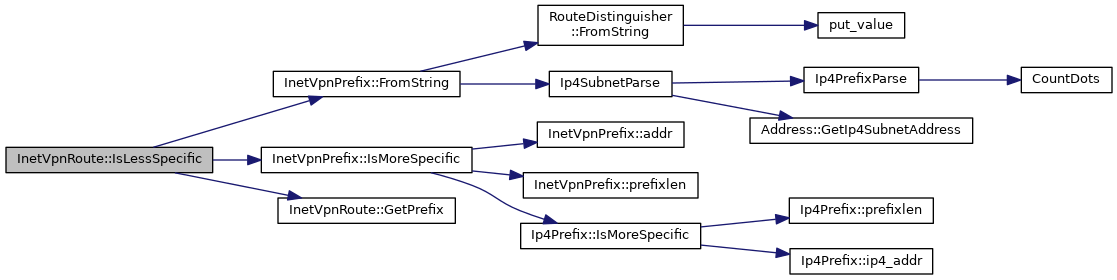 RouteDistinguisher
::FromString
put_value
InetVpnPrefix::FromString
Ip4SubnetParse
Ip4PrefixParse
CountDots
Address::GetIp4SubnetAddress
InetVpnRoute::IsLessSpecific
InetVpnPrefix::IsMoreSpecific
InetVpnPrefix::addr
InetVpnPrefix::prefixlen
InetVpnRoute::GetPrefix
Ip4Prefix::IsMoreSpecific
Ip4Prefix::prefixlen
Ip4Prefix::ip4_addr